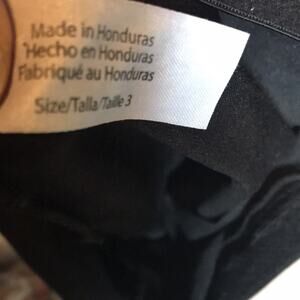 Made in Honduras
Hecho en Honduras
Fabriqué au Honduras
Size/Talla/Taille 3